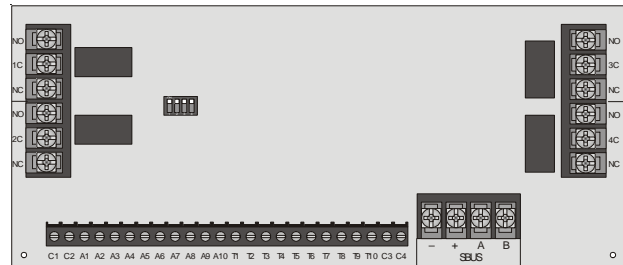 NO
1C
NC
NO
2C
NC
NO
3C
NC
NO
4C
NC
C1 C2 A1 A2 A3 A4 A5 A6 A7 A8 A9 A10 T1 T2 T3 T4 T5 T6 T7 T8 T9 T10 C3 C4
− + A B
SBUS